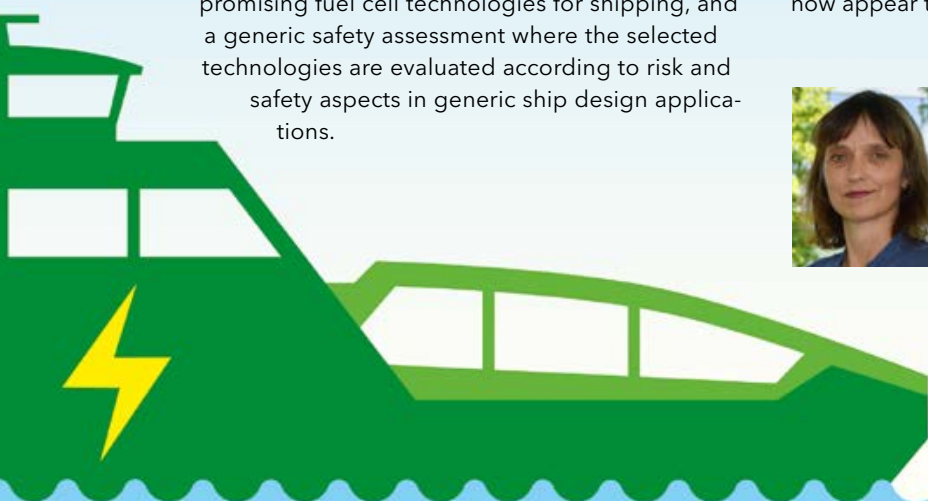 promising fuel cell technologies for shipping, and
a generic safety assessment where the selected
technologies are evaluated according to risk and
safety aspects in generic ship design applica-
tions.
now appear